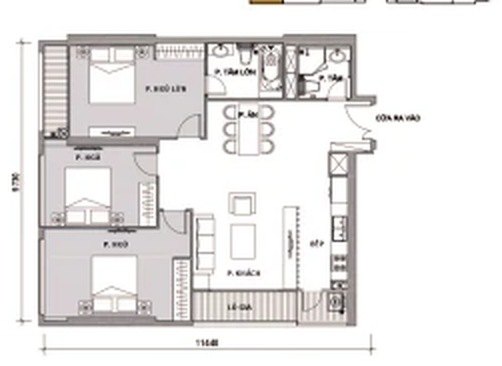 P. TẮM LỚN
P. TẮM
P. NGỦ LỚN
P. ĂN
CỬA RA VÀO
P. NGỦ
P. NGỦ
BẾP
P. KHÁCH
LÔ GIA
9730
11440